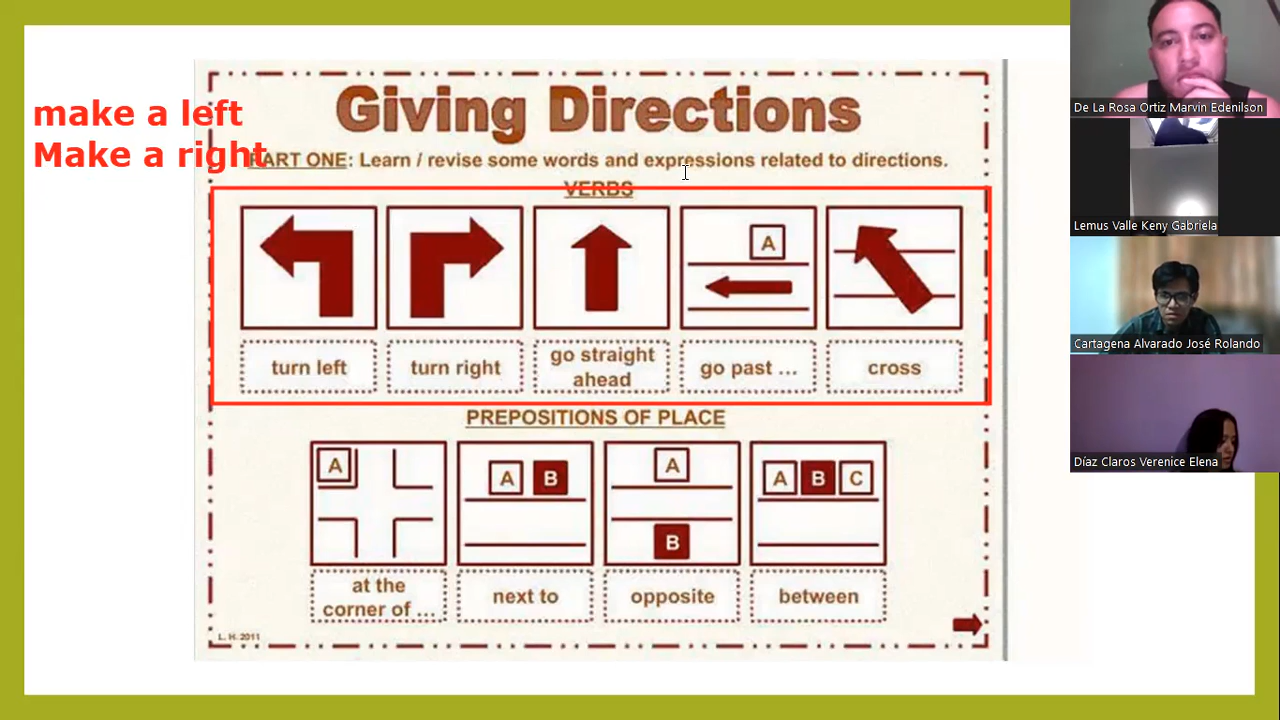 make a left
Make a right
Giving Directions
PART ONE: Learn / revise some words and expressions related to directions.
VERBS
A
turn left
turn right
go straight
ahead
go past ...
cross
PREPOSITIONS OF PLACE
A
A B
A
B
A B C
at the
corner of ...
next to
opposite
between
L. H. 2011
De La Rosa Ortiz Marvin Edenilson
Lemus Valle Keny Gabriela
Cartagena Alvarado José Rolando
Díaz Claros Verenice Elena